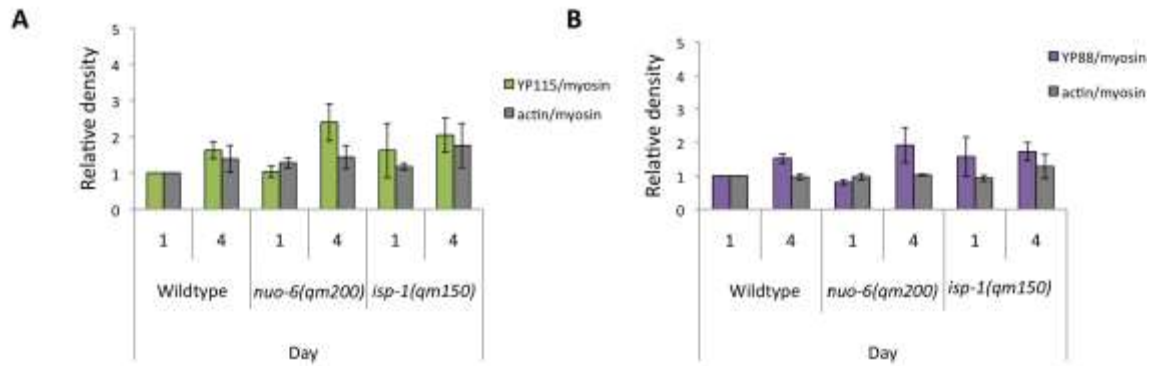 A
Relative density
5
4
3
2
1
0
YP115/myosin
actin/myosin
1 4 1 4 1 4
Wildtype nuo-6(qm200) isp-1(qm150)
Day
B
Relative density
5
4
3
2
1
0
YP88/myosin
actin/myosin
1 4 1 4 1 4
Wildtype nuo-6(qm200) isp-1(qm150)
Day